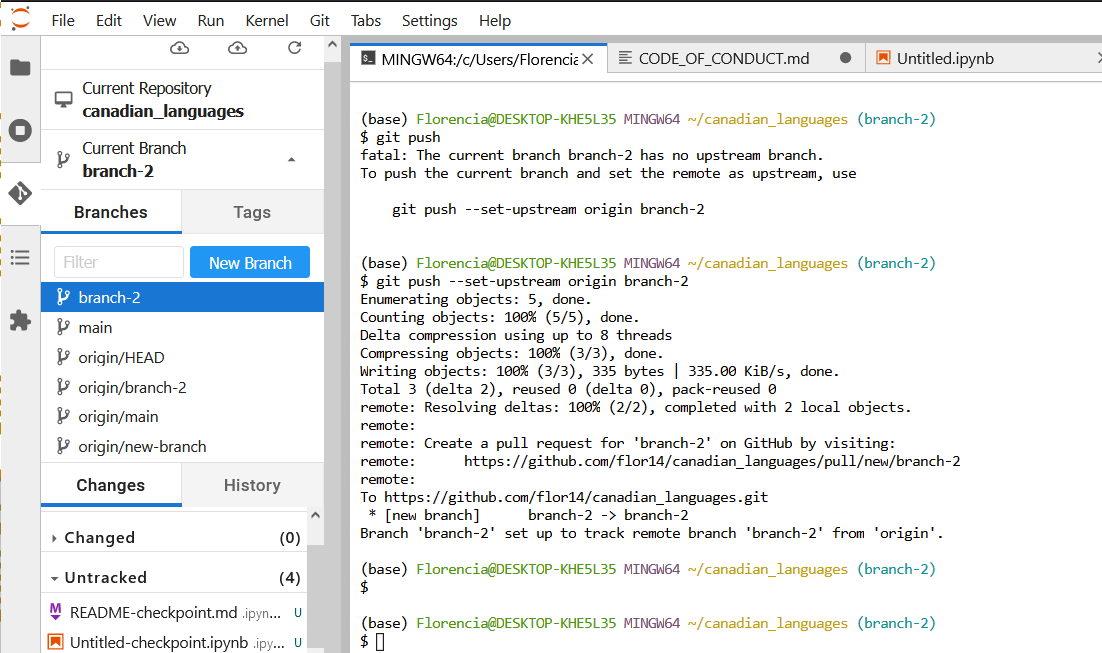 File Edit View Run Kernel Git Tabs Settings Help
Current Repository
canadian_languages
Current Branch
branch-2
Branches Tags
Filter New Branch
branch-2
main
origin/HEAD
origin/branch-2
origin/main
origin/new-branch
Changes History
Changed (0)
Untracked (4)
README-checkpoint.md .ipyn... U
Untitled-checkpoint.ipynb .ipy... U
MINGW64:/c/Users/Florencia CODE_OF_CONDUCT.md Untitled.ipynb
(base) Florencia@DESKTOP-KHE5L35 MINGW64 ~/canadian_languages (branch-2)
$ git push
fatal: The current branch branch-2 has no upstream branch.
To push the current branch and set the remote as upstream, use
git push --set-upstream origin branch-2
(base) Florencia@DESKTOP-KHE5L35 MINGW64 ~/canadian_languages (branch-2)
$ git push --set-upstream origin branch-2
Enumerating objects: 5, done.
Counting objects: 100% (5/5), done.
Delta compression using up to 8 threads
Compressing objects: 100% (3/3), done.
Writing objects: 100% (3/3), 335 bytes | 335.00 KiB/s, done.
Total 3 (delta 2), reused 0 (delta 0), pack-reused 0
remote: Resolving deltas: 100% (2/2), completed with 2 local objects.
remote:
remote: Create a pull request for 'branch-2' on GitHub by visiting:
remote:      https://github.com/flor14/canadian_languages/pull/new/branch-2
remote:
To https://github.com/flor14/canadian_languages.git
* [new branch]      branch-2 -> branch-2
Branch 'branch-2' set up to track remote branch 'branch-2' from 'origin'.
(base) Florencia@DESKTOP-KHE5L35 MINGW64 ~/canadian_languages (branch-2)
$
(base) Florencia@DESKTOP-KHE5L35 MINGW64 ~/canadian_languages (branch-2)
$